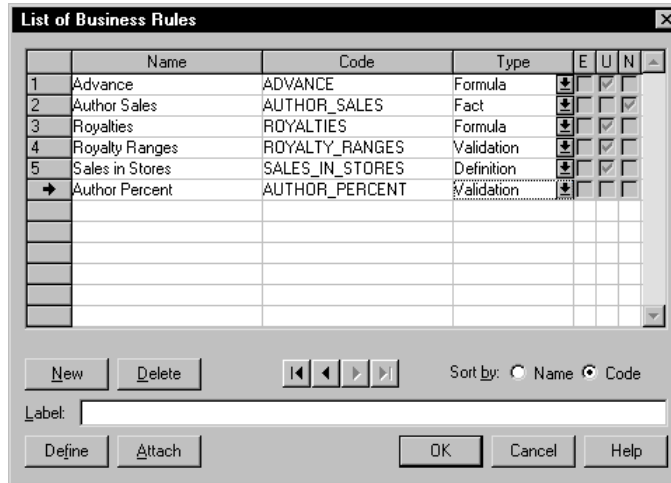 List of Business Rules
Name Code Type E U N
1 Advance ADVANCE Formula
2 Author Sales AUTHOR_SALES Fact
3 Royalties ROYALTIES Formula
4 Royalty Ranges ROYALTY_RANGES Validation
5 Sales in Stores SALES_IN_STORES Definition
Author Percent AUTHOR_PERCENT Validation
New Delete Sort by: Name Code
Label:
Define Attach OK Cancel Help